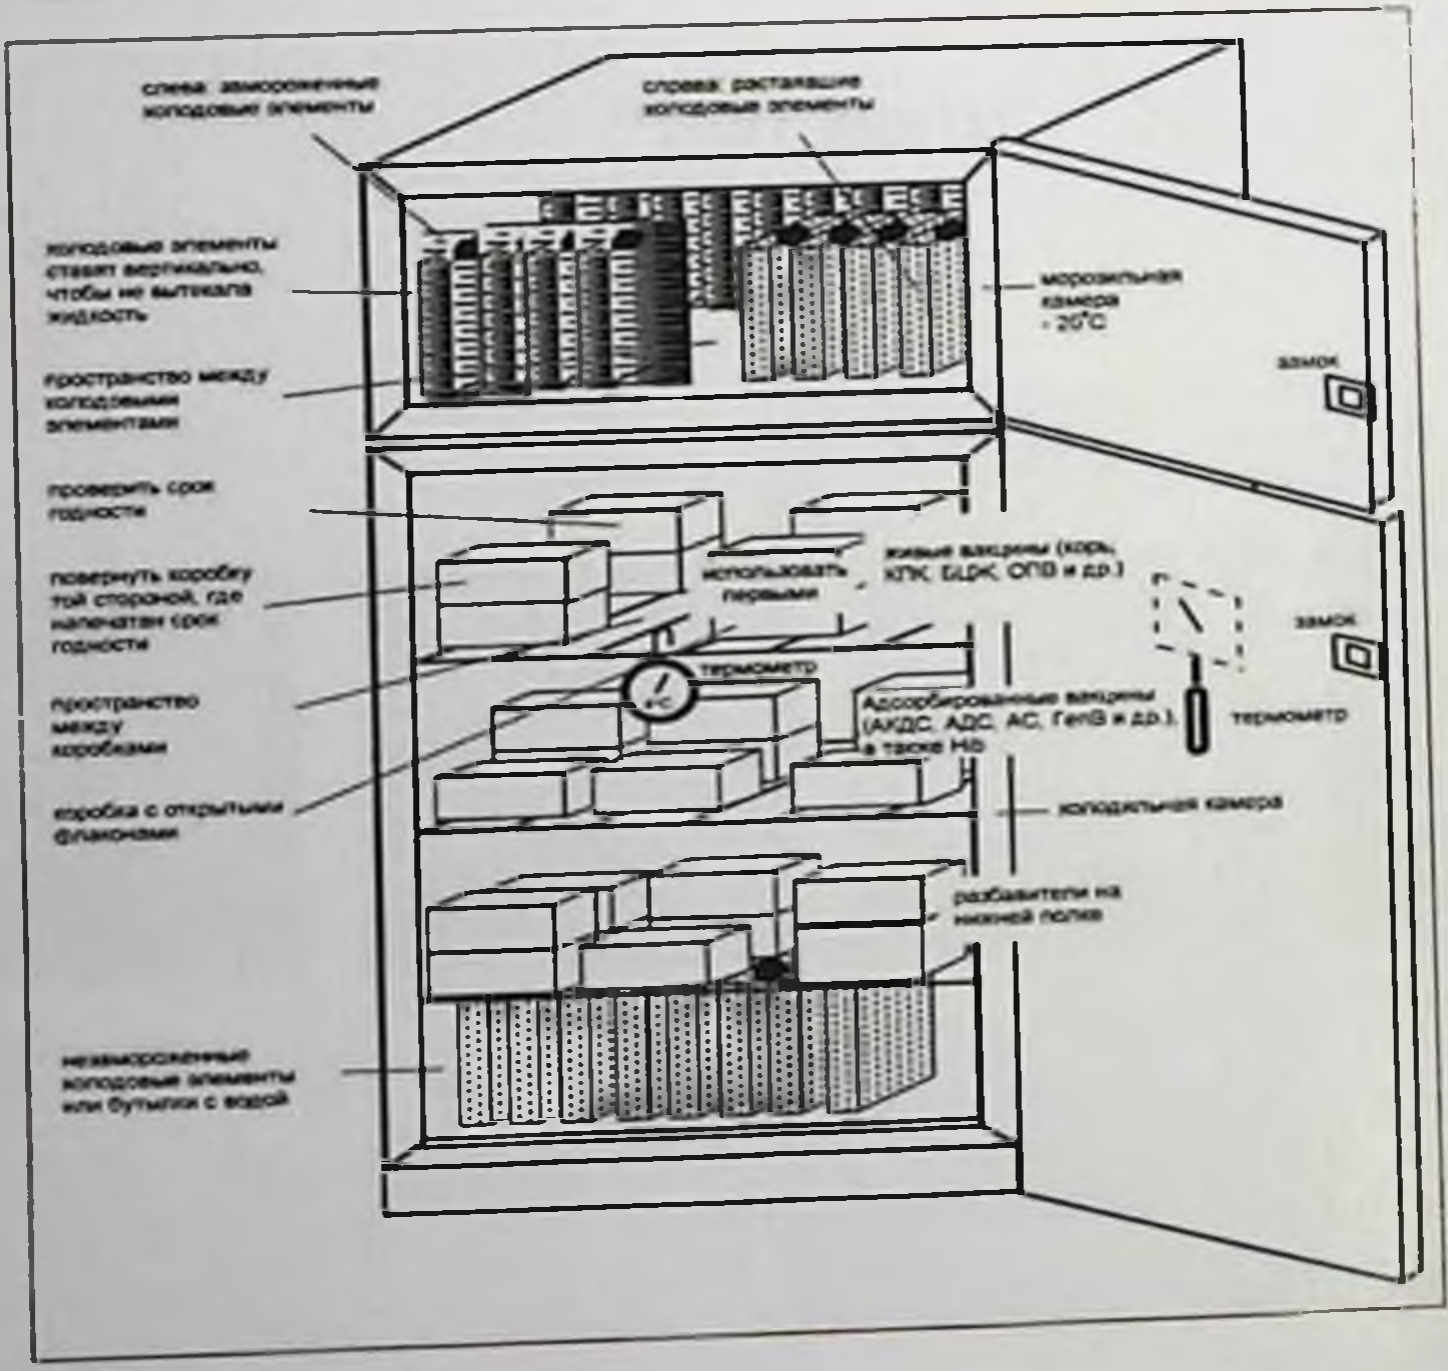 слева: замороженные
холодовые элементы
справа: растаявшие
холодовые элементы
холодовые элементы
ставят вертикально,
чтобы не вытекала
жидкость
пространство между
холодовыми
элементами
морозильная
камера
- 20°C
замок
проверить срок
годности
повернуть коробку
той стороной, где
напечатан срок
годности
пространство
между
коробками
коробка с открытыми
флаконами
использовать
первыми
живые вакцины (корь,
КПК, БЦЖ, ОПВ и др.)
термометр
Адсорбированные вакцины
(АКДС, АДС, АС, ГепВ и др.),
а также Hib
замок
термометр
холодильная камера
разбавители на
нижней полке
незамороженные
холодовые элементы
или бутылки с водой